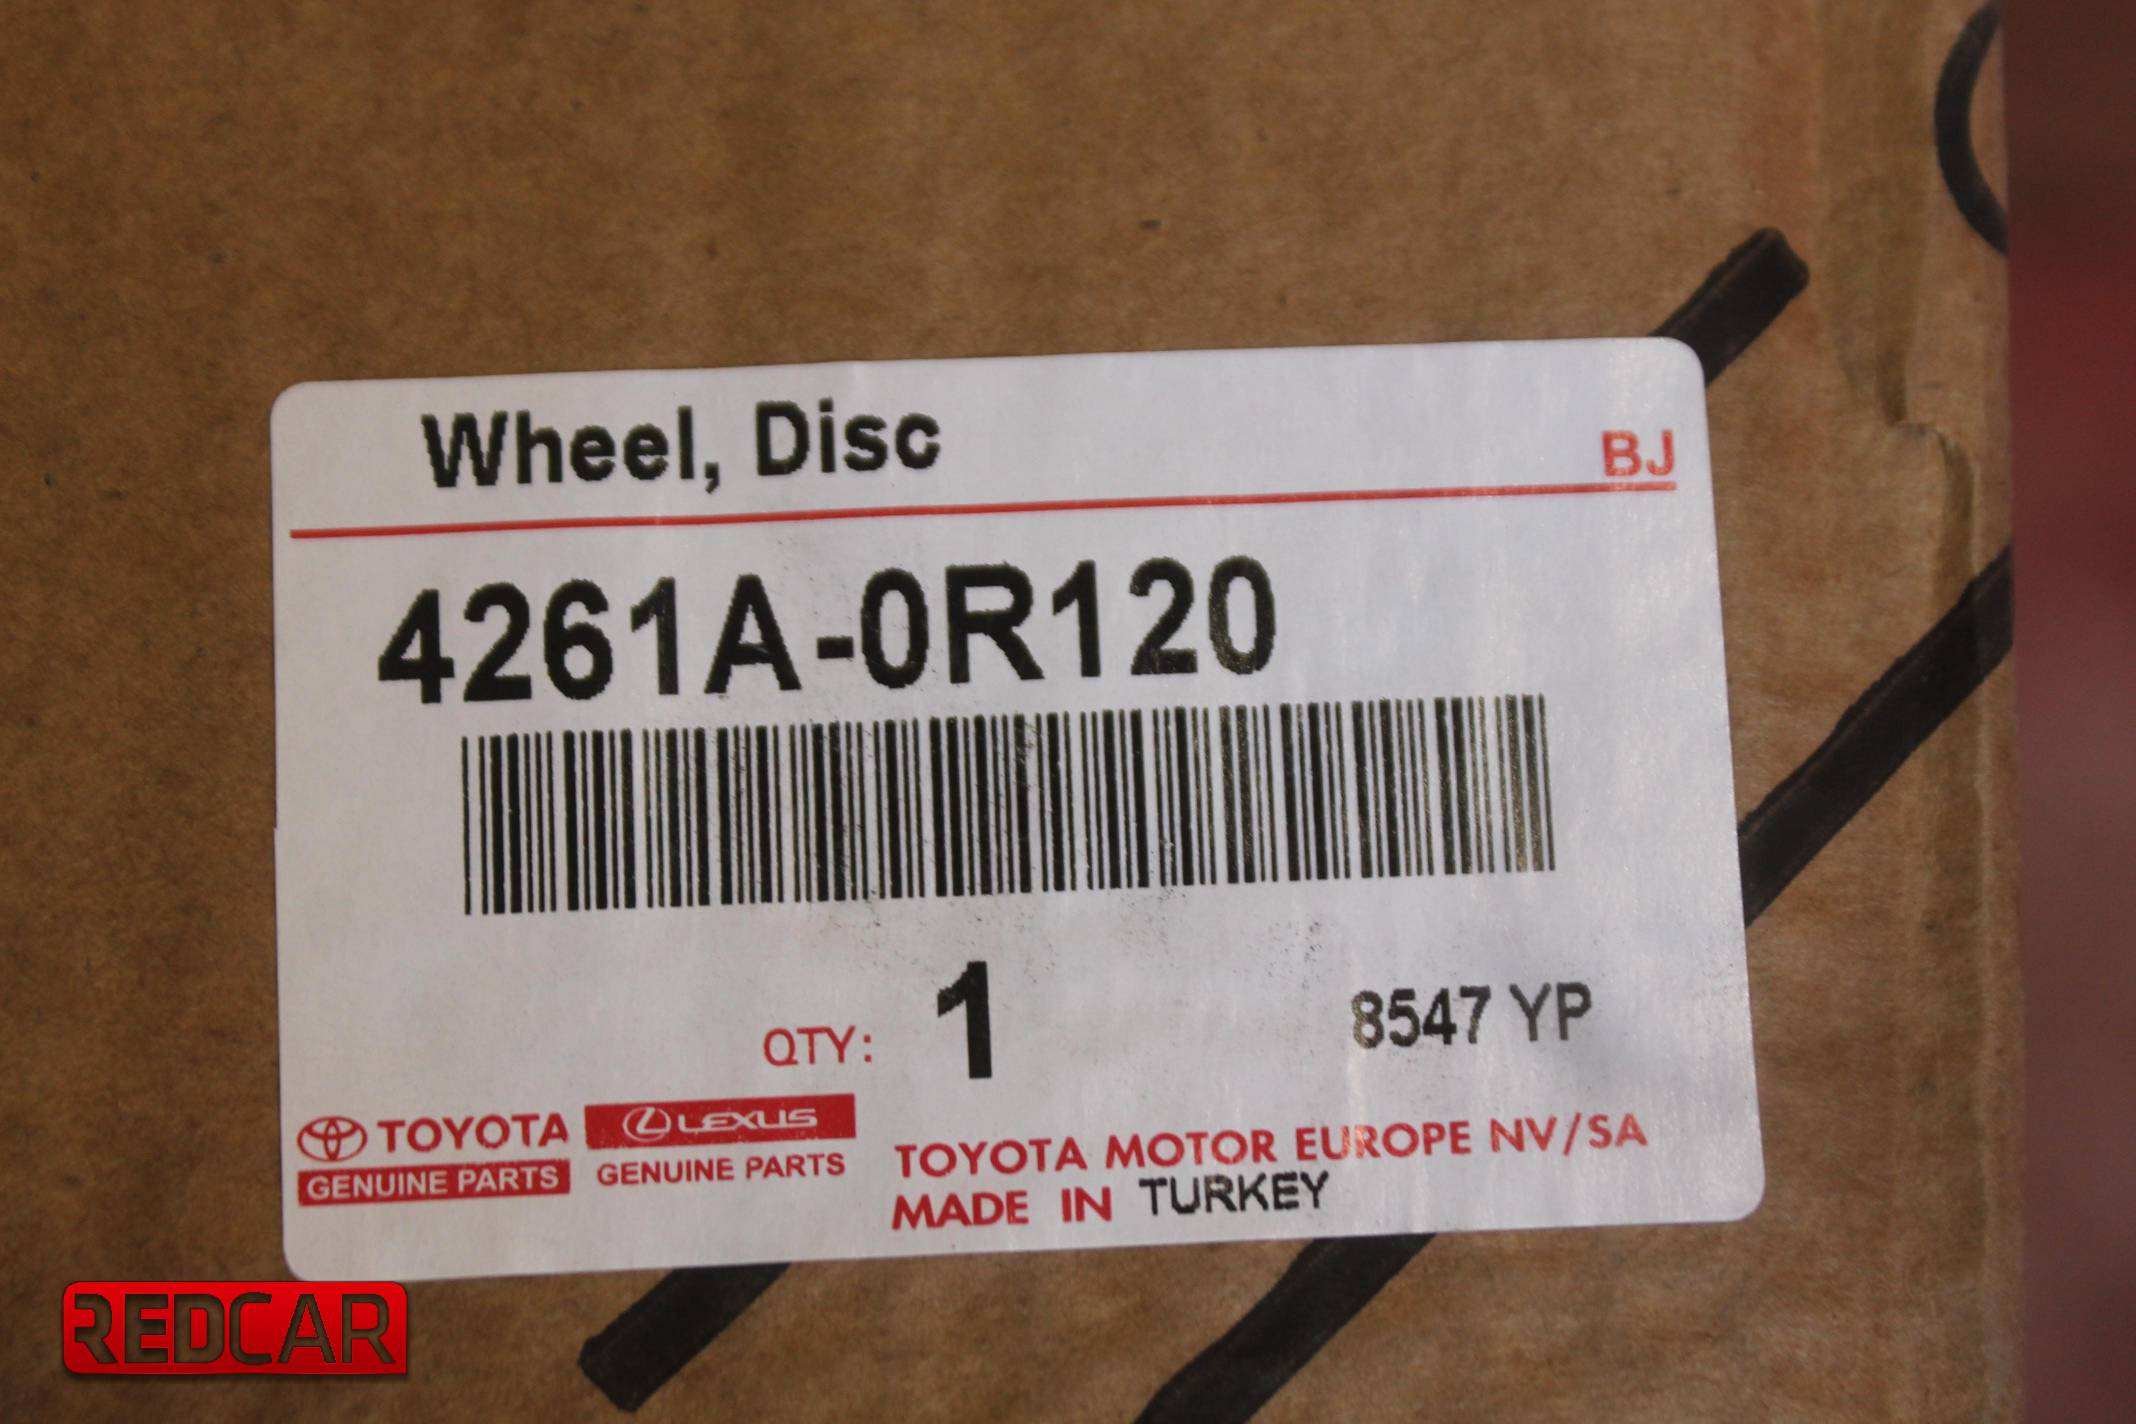 Wheel, Disc
BJ
4261A-0R120
QTY: 1
8547 YP
TOYOTA
GENUINE PARTS
LEXUS
GENUINE PARTS
TOYOTA MOTOR EUROPE NV/SA
MADE IN TURKEY
REDCAR